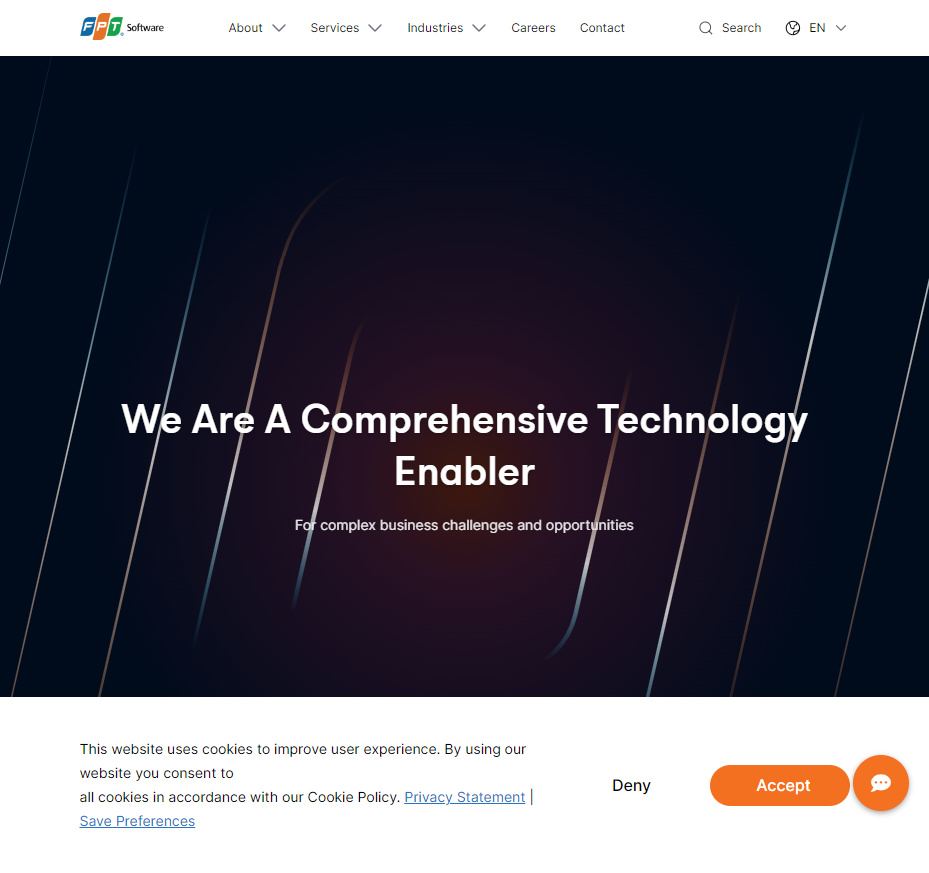 FPT Software
About
Services
Industries
Careers
Contact
Search
EN
We Are A Comprehensive Technology
Enabler
For complex business challenges and opportunities
This website uses cookies to improve user experience. By using our
website you consent to
all cookies in accordance with our Cookie Policy. Privacy Statement |
Save Preferences
Deny
Accept